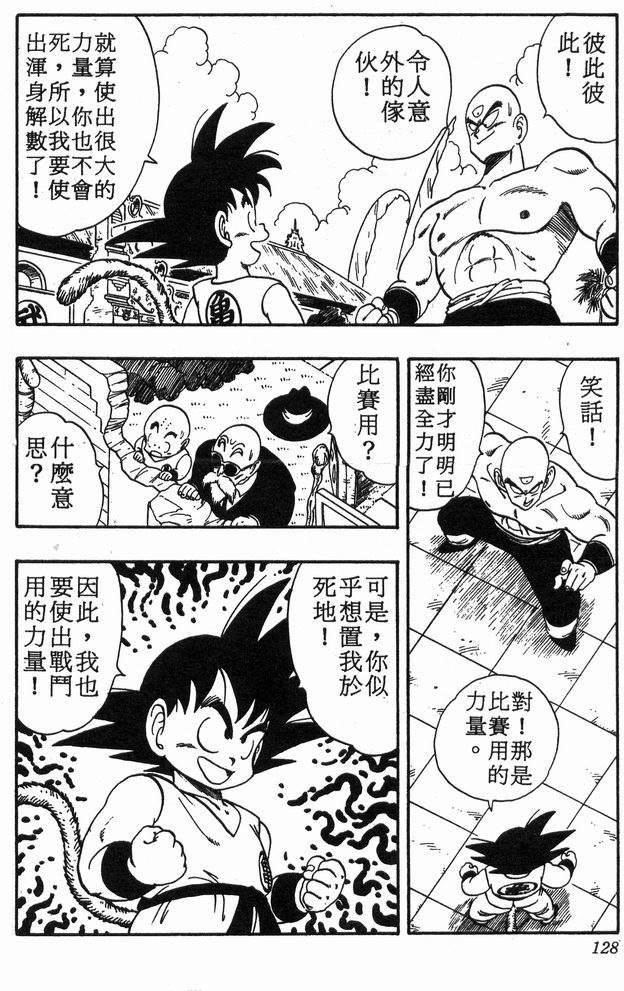 彼此彼
此！
令人意
外的傢
伙！
就算使出很大的
力量，你也不會
死，所以我要使
出渾身解數了！
龜
笑話！
你剛才明明已
經盡全力了！
對！那是
比賽用的
力量。
比賽用？
什麼意
思？
可是，你似
乎想置我於
死地！
因此，我也
要使出戰鬥
用的力量！
128